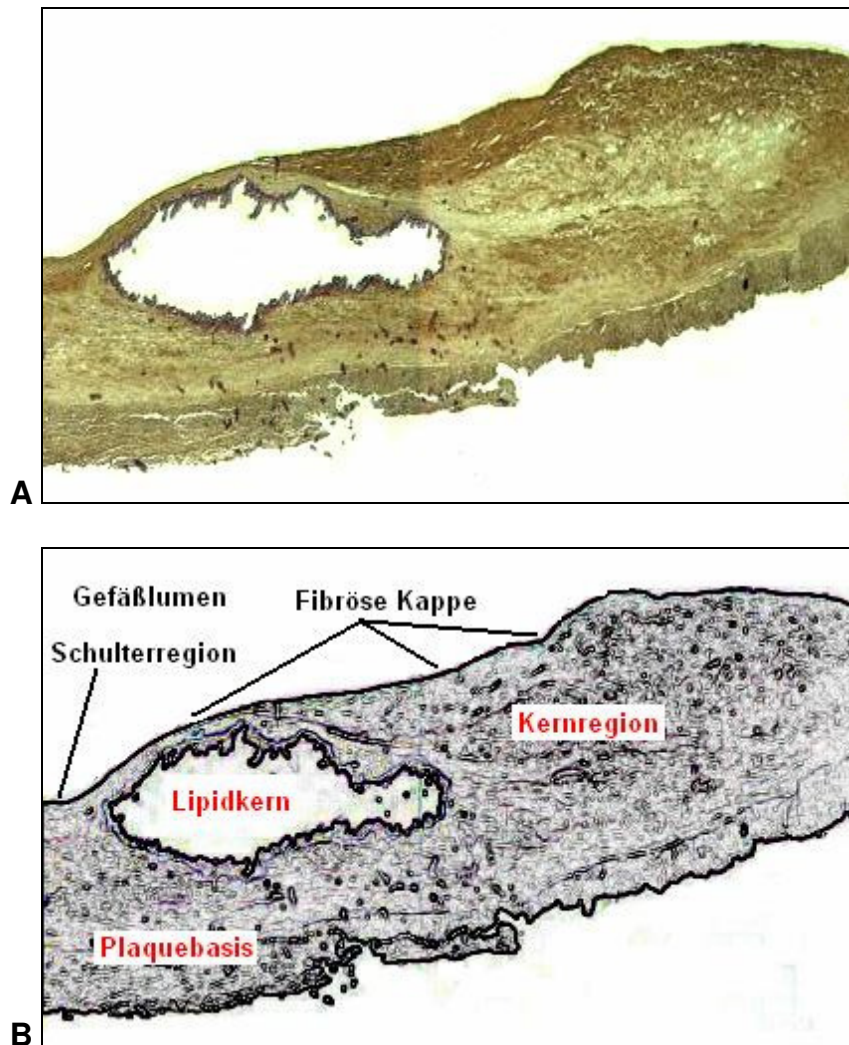 A
Gefäßlumen
Fibröse Kappe
Schulterregion
Kernregion
Lipidkern
Plaquebasis
B